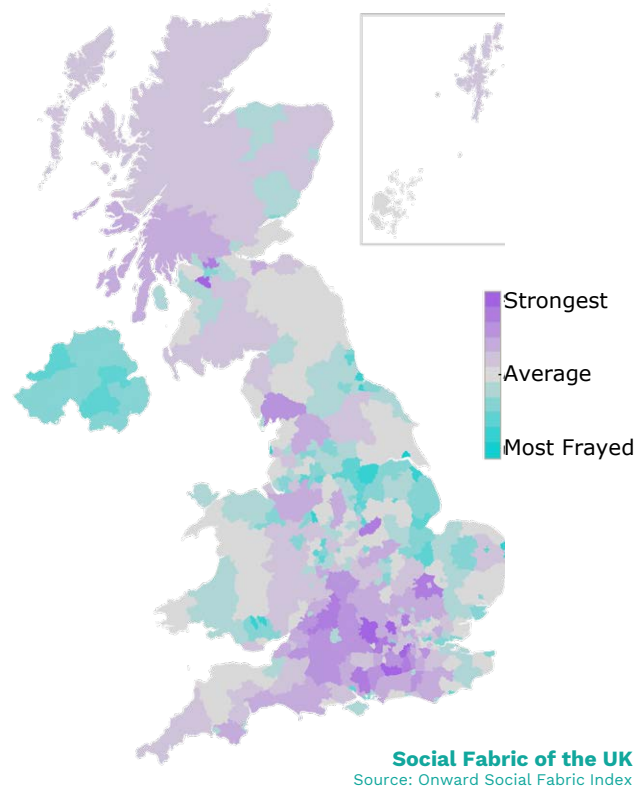 Strongest
Average
Most Frayed
Social Fabric of the UK
Source: Onward Social Fabric Index